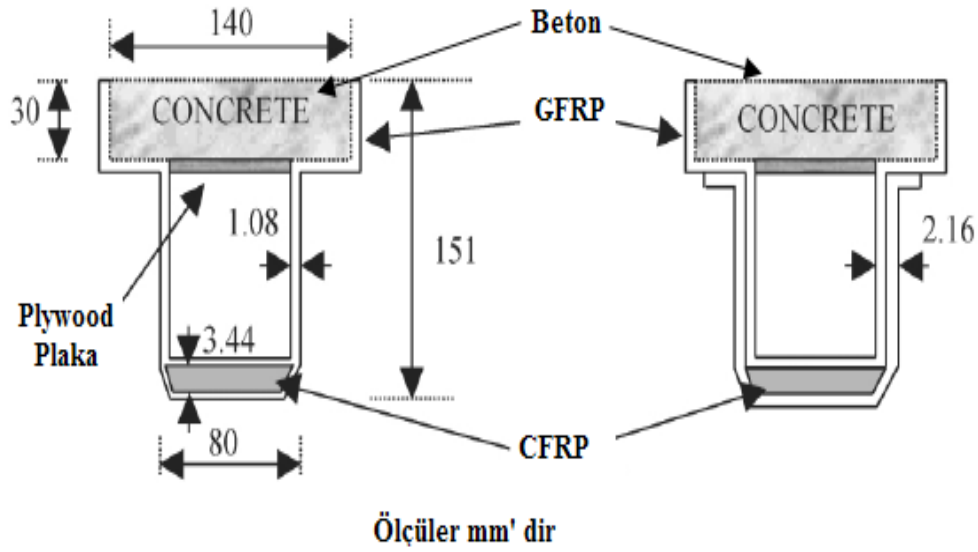 140
Beton
30
CONCRETE
GFRP
CONCRETE
1.08
151
2.16
Plywood
Plaka
3.44
80
CFRP
Ölçüler mm' dir